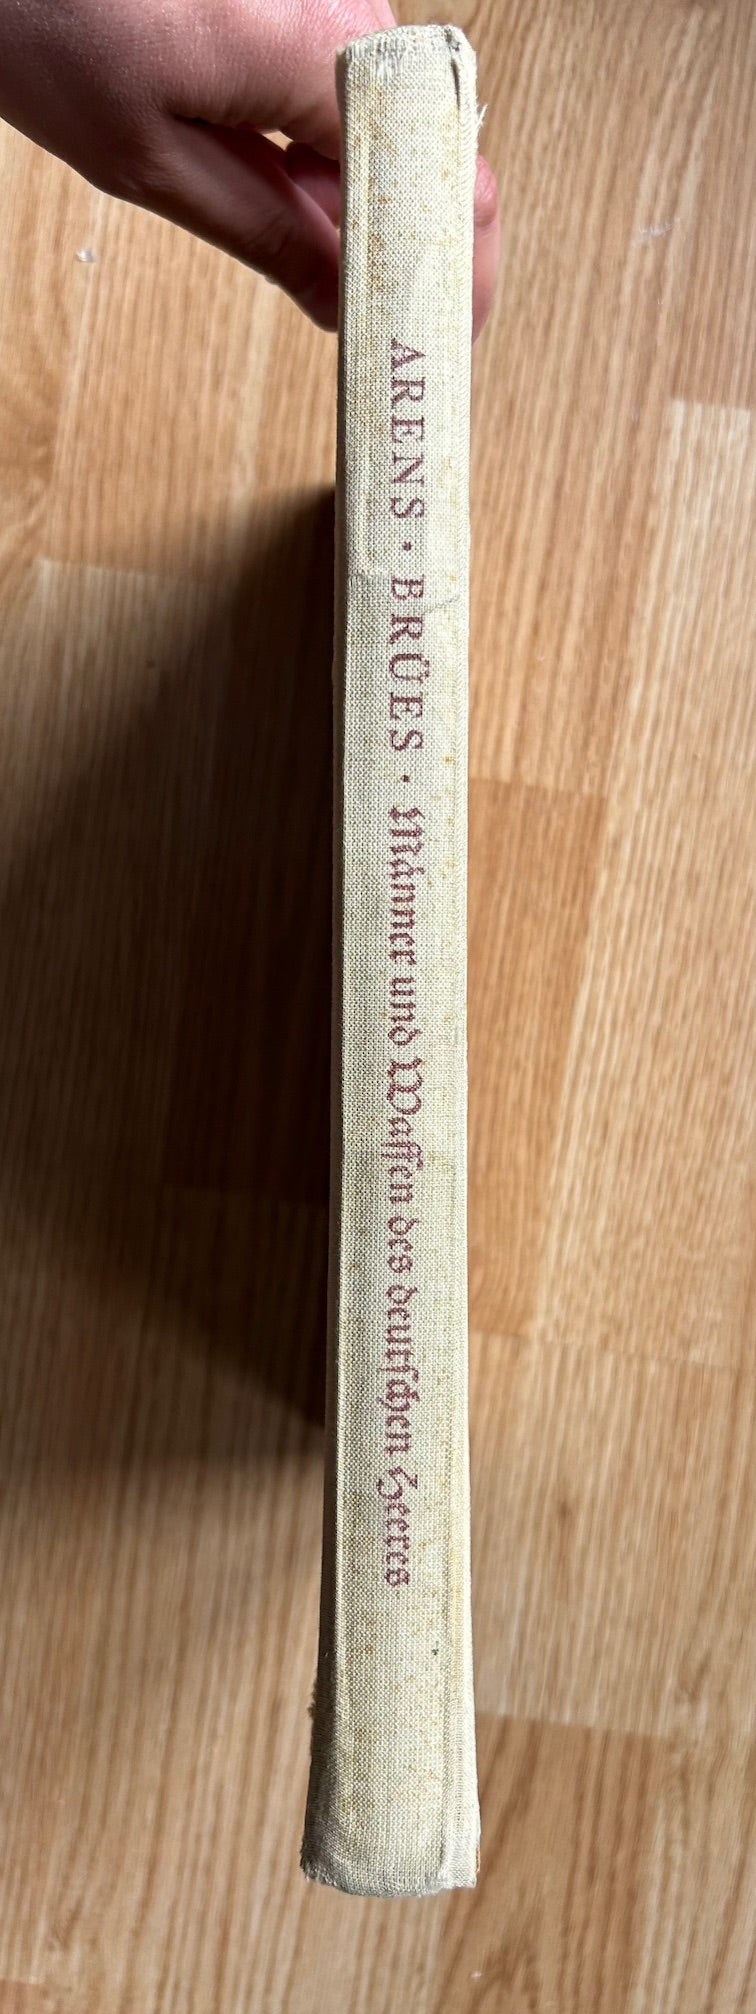 ARENS · BRÜES · Männer und Waffen des deutschen Heeres